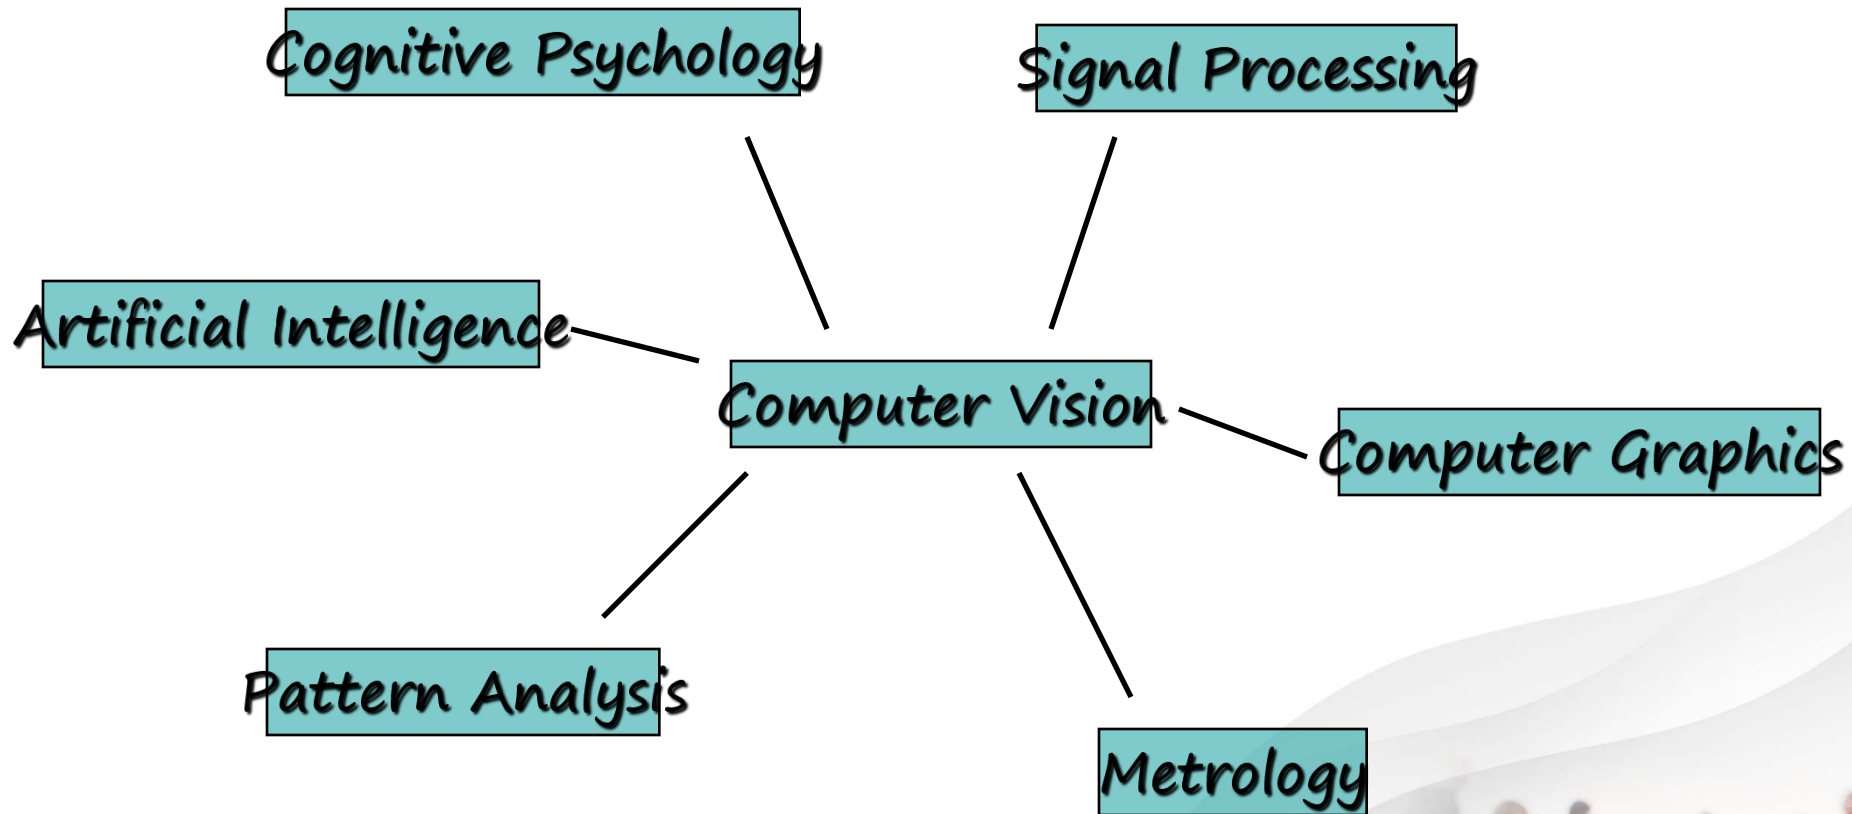 Cognitive Psychology
Signal Processing
Artificial Intelligence
Computer Vision
Computer Graphics
Pattern Analysis
Metrology